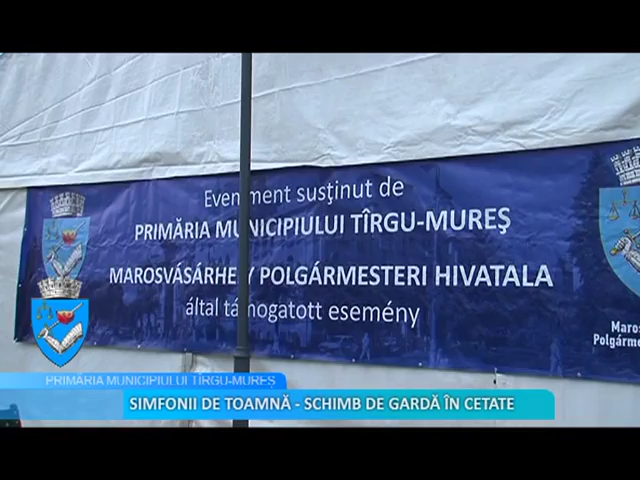 Eveniment susţinut de
PRIMĂRIA MUNICIPIULUI TÎRGU-MUREŞ
MAROSVÁSÁRHELY POLGÁRMESTERI HIVATALA
által támogatott esemény
Maros
Polgárme
PRIMĂRIA MUNICIPIULUI TÎRGU-MUREŞ
SIMFONII DE TOAMNĂ - SCHIMB DE GARDĂ ÎN CETATE